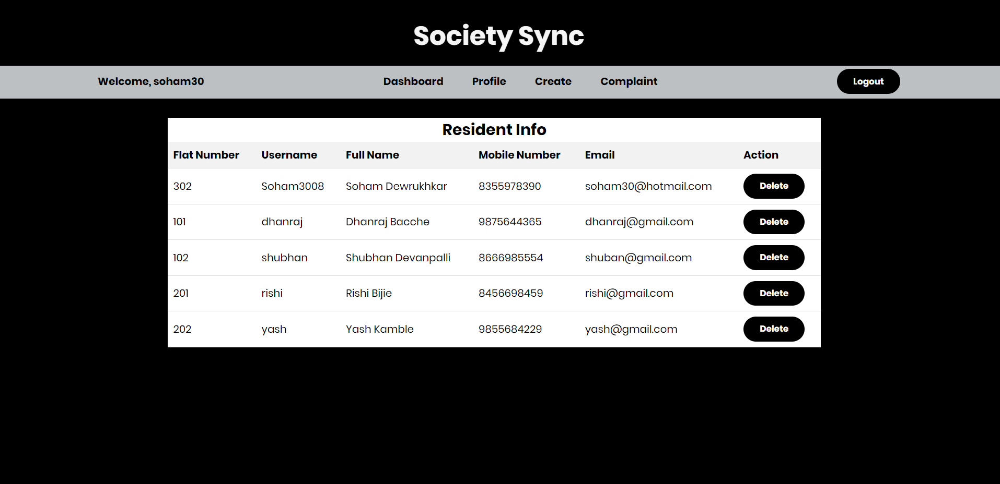 Society Sync
Welcome, soham30 Dashboard Profile Create Complaint Logout
Resident Info
Flat Number Username Full Name Mobile Number Email Action
302 Soham3008 Soham Dewrukhkar 8355978390 soham30@hotmail.com Delete
101 dhanraj Dhanraj Bacche 9875644365 dhanraj@gmail.com Delete
102 shubhan Shubhan Devanpalli 8666985554 shuban@gmail.com Delete
201 rishi Rishi Bijie 8456698459 rishi@gmail.com Delete
202 yash Yash Kamble 9855684229 yash@gmail.com Delete